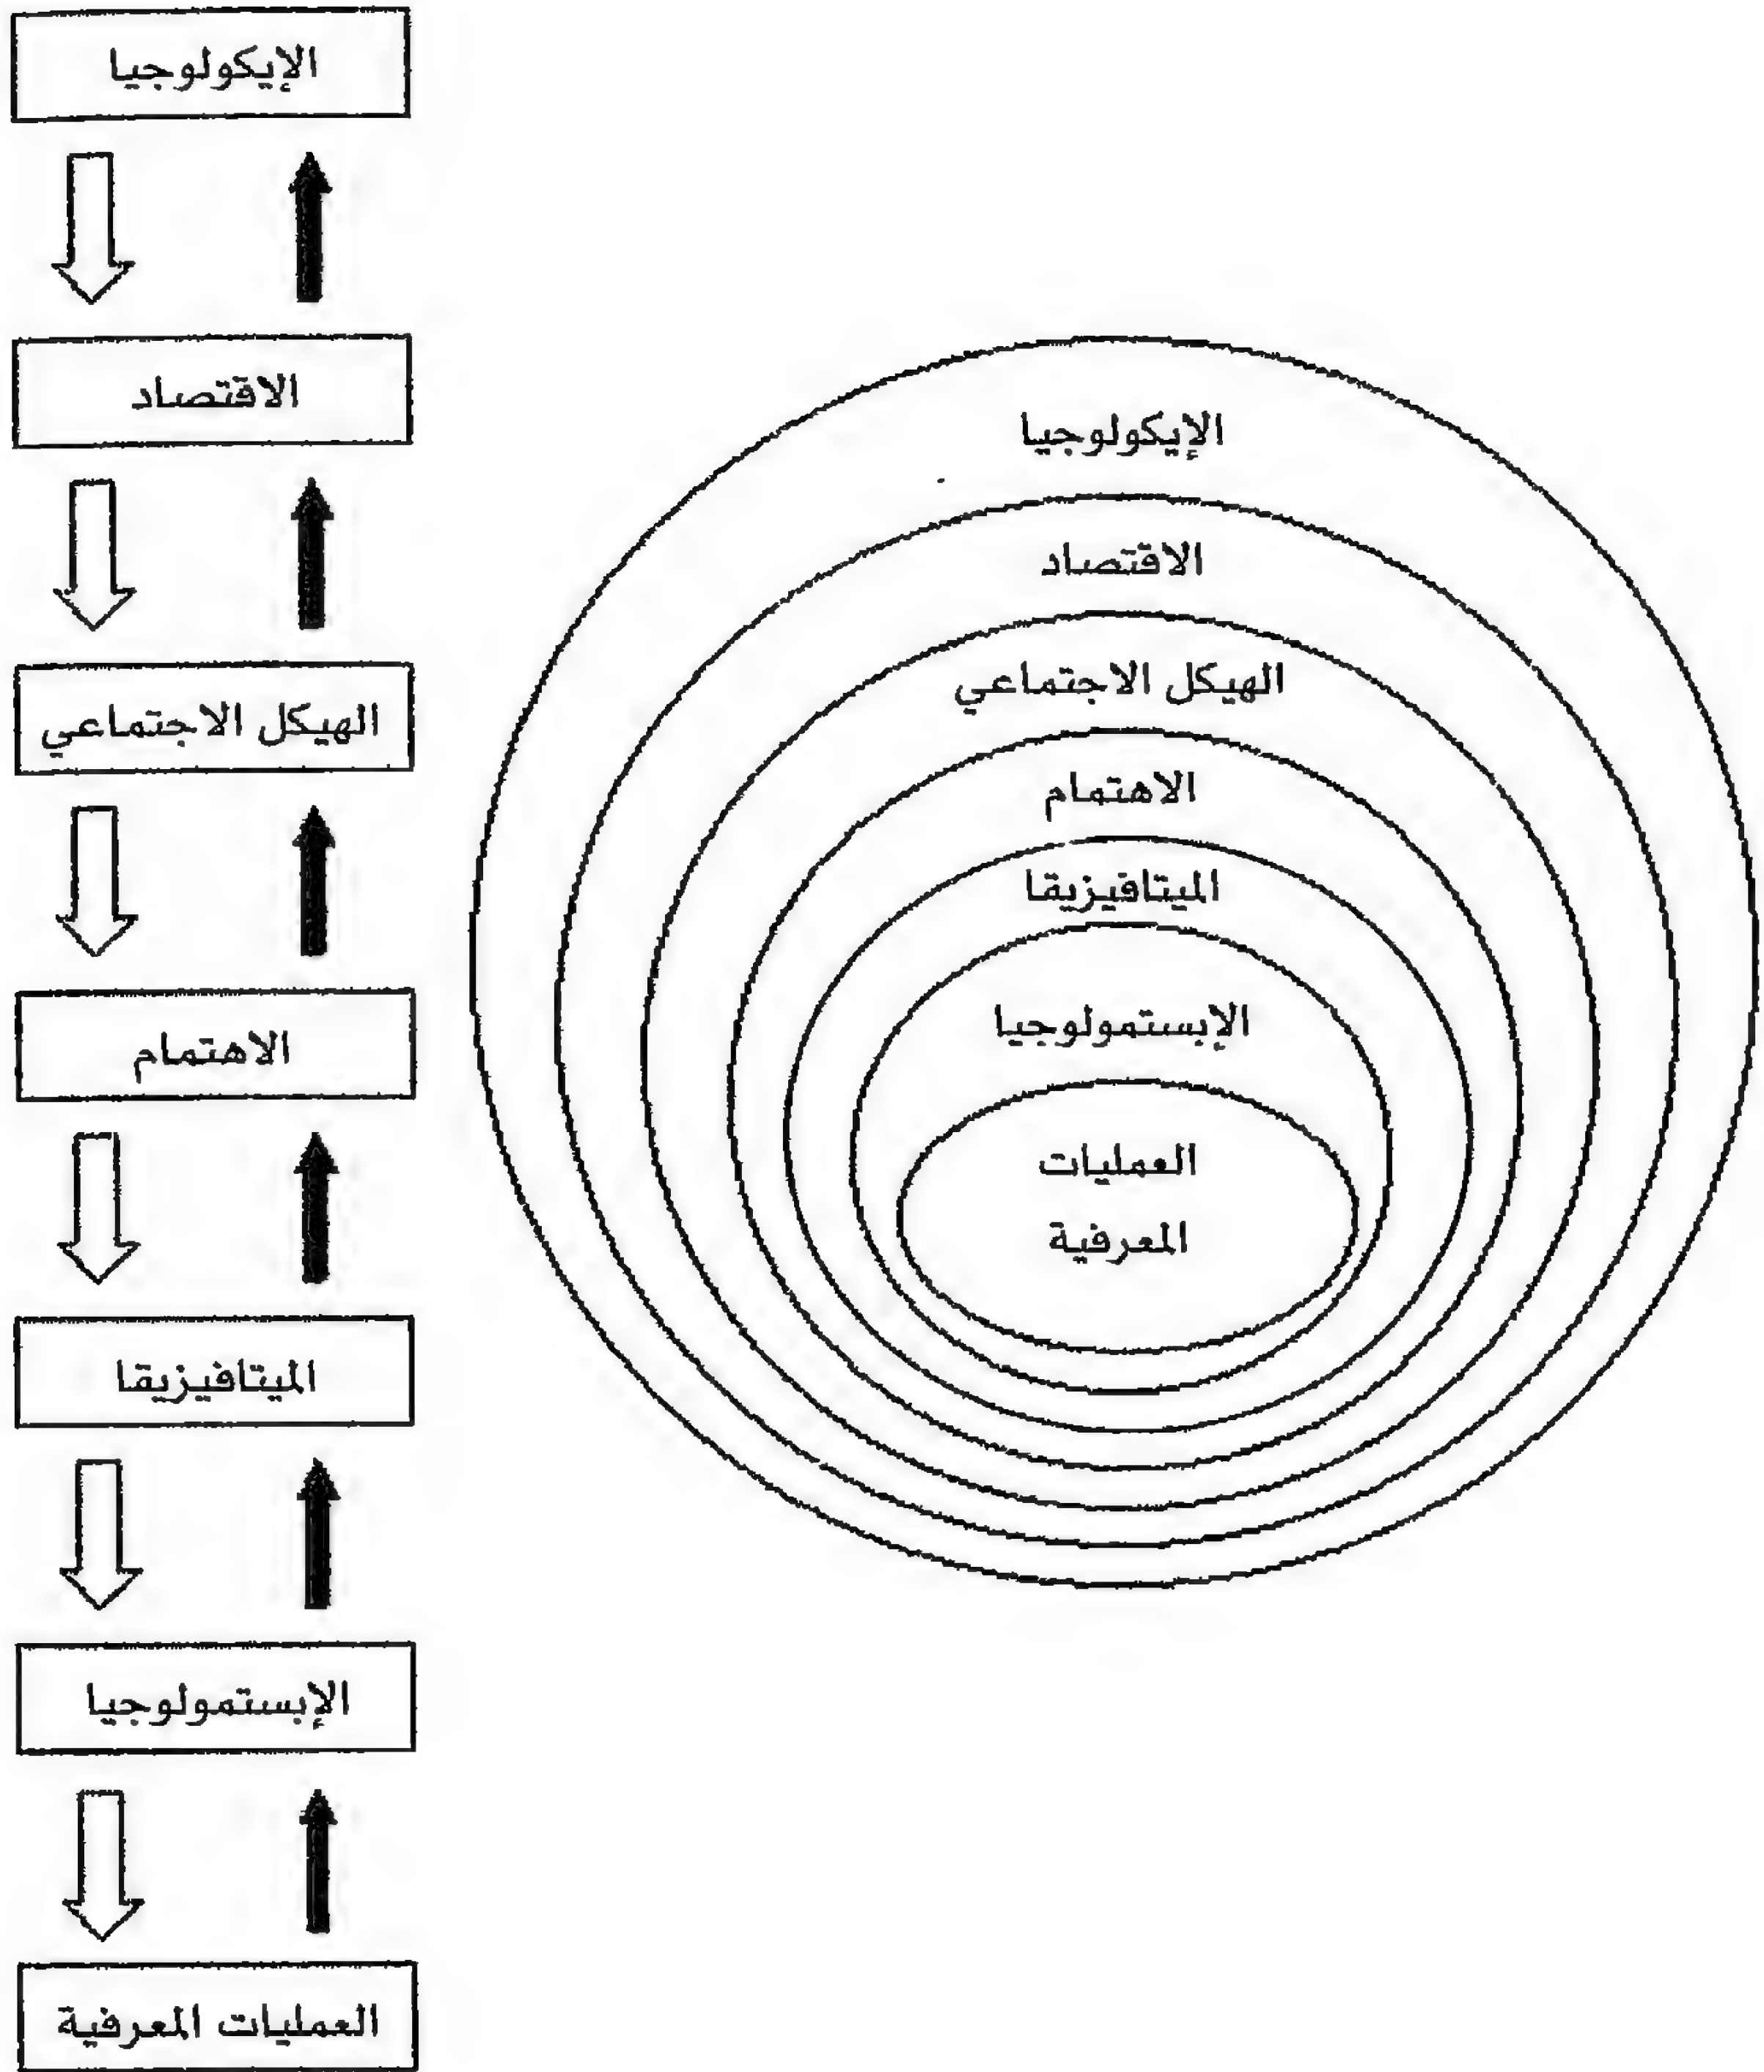 الإيكولوجيا
الاقتصاد
الهيكل الاجتماعي
الاهتمام
الميتافيزيقا
الإبستمولوجيا
العمليات المعرفية
الإيكولوجيا
الاقتصاد
الهيكل الاجتماعي
الاهتمام
الميتافيزيقا
الإبستمولوجيا
العمليات
المعرفية